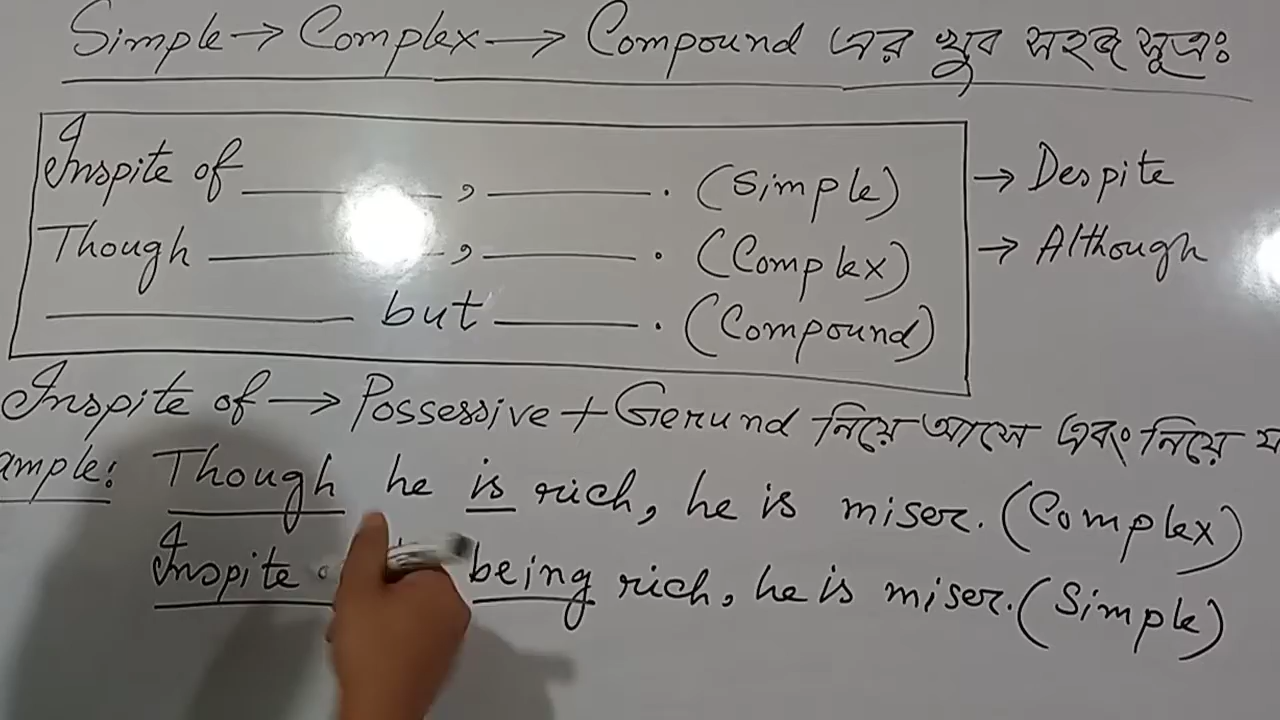 Simple → Complex → Compound এর খুব সহজ সূত্রঃ
Inspite of ______ , ______ . (Simple) → Despite
Though ______ , ______ . (Complex) → Although
______ but ______ . (Compound)
Inspite of → Possessive + Gerund নিয়ে আসে এবং নিয়ে
ample: Though he is rich, he is miser. (Complex)
Inspite being rich, he is miser. (Simple)